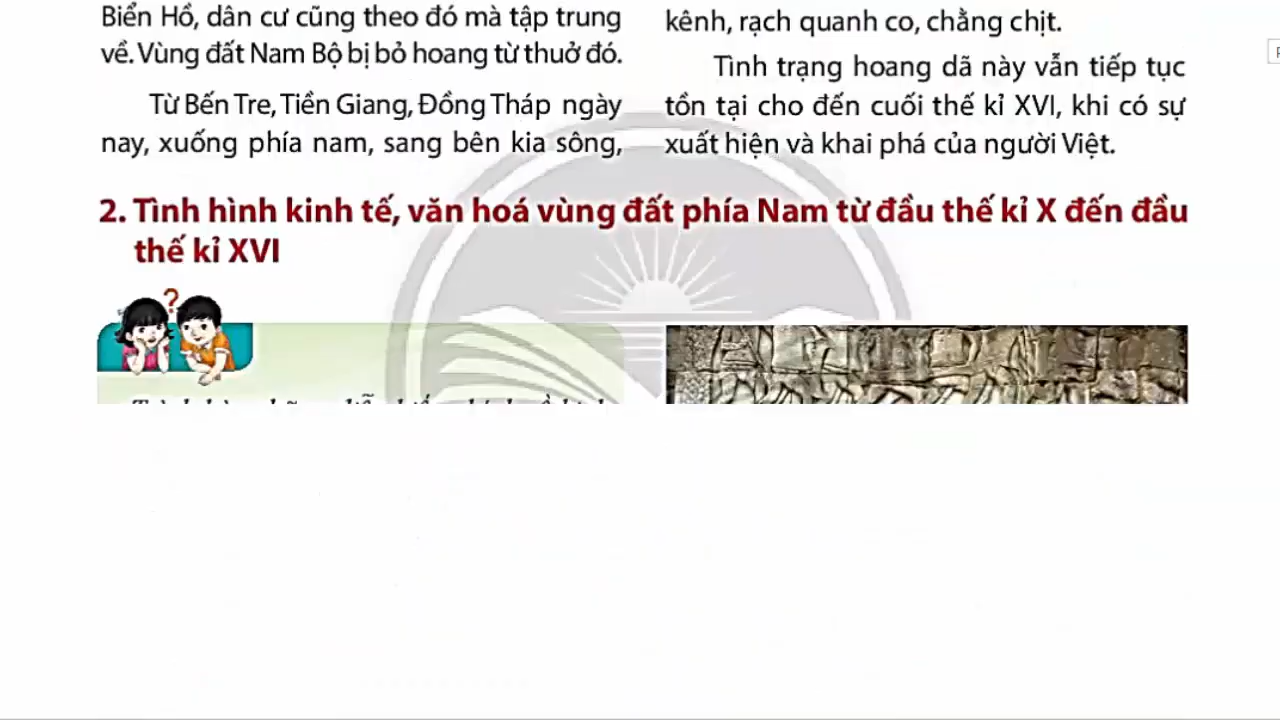 Biển Hồ, dân cư cũng theo đó mà tập trung
về. Vùng đất Nam Bộ bị bỏ hoang từ thuở đó.
Từ Bến Tre, Tiền Giang, Đồng Tháp ngày
nay, xuống phía nam, sang bên kia sông,
kênh, rạch quanh co, chằng chịt.
Tình trạng hoang dã này vẫn tiếp tục
tồn tại cho đến cuối thế kỉ XVI, khi có sự
xuất hiện và khai phá của người Việt.
2. Tình hình kinh tế, văn hoá vùng đất phía Nam từ đầu thế kỉ X đến đầu
thế kỉ XVI
?